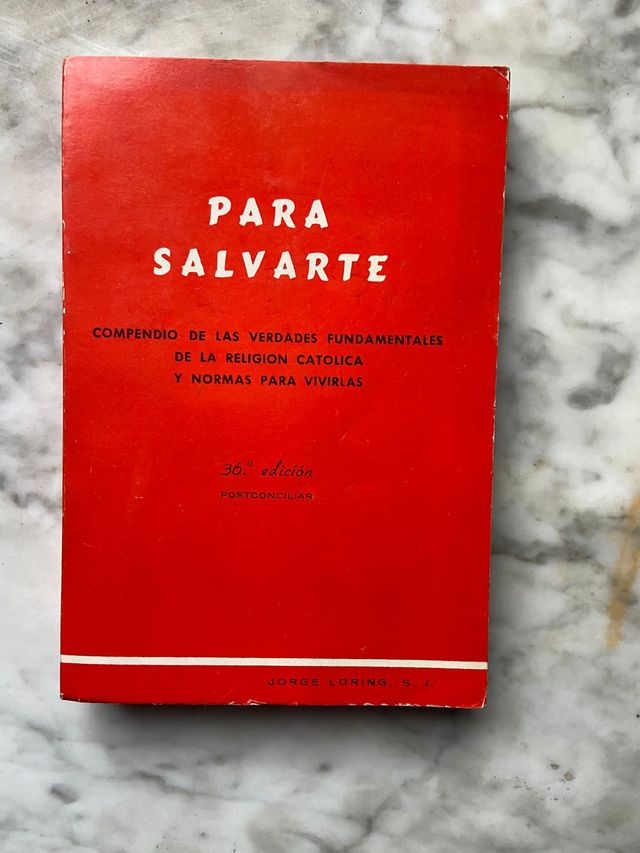 PARA
SALVARTE
COMPENDIO DE LAS VERDADES FUNDAMENTALES
DE LA RELIGION CATOLICA
Y NORMAS PARA VIVIRLAS
36.ª edición
POSTCONCILIAR
JORGE LORING, S. I.